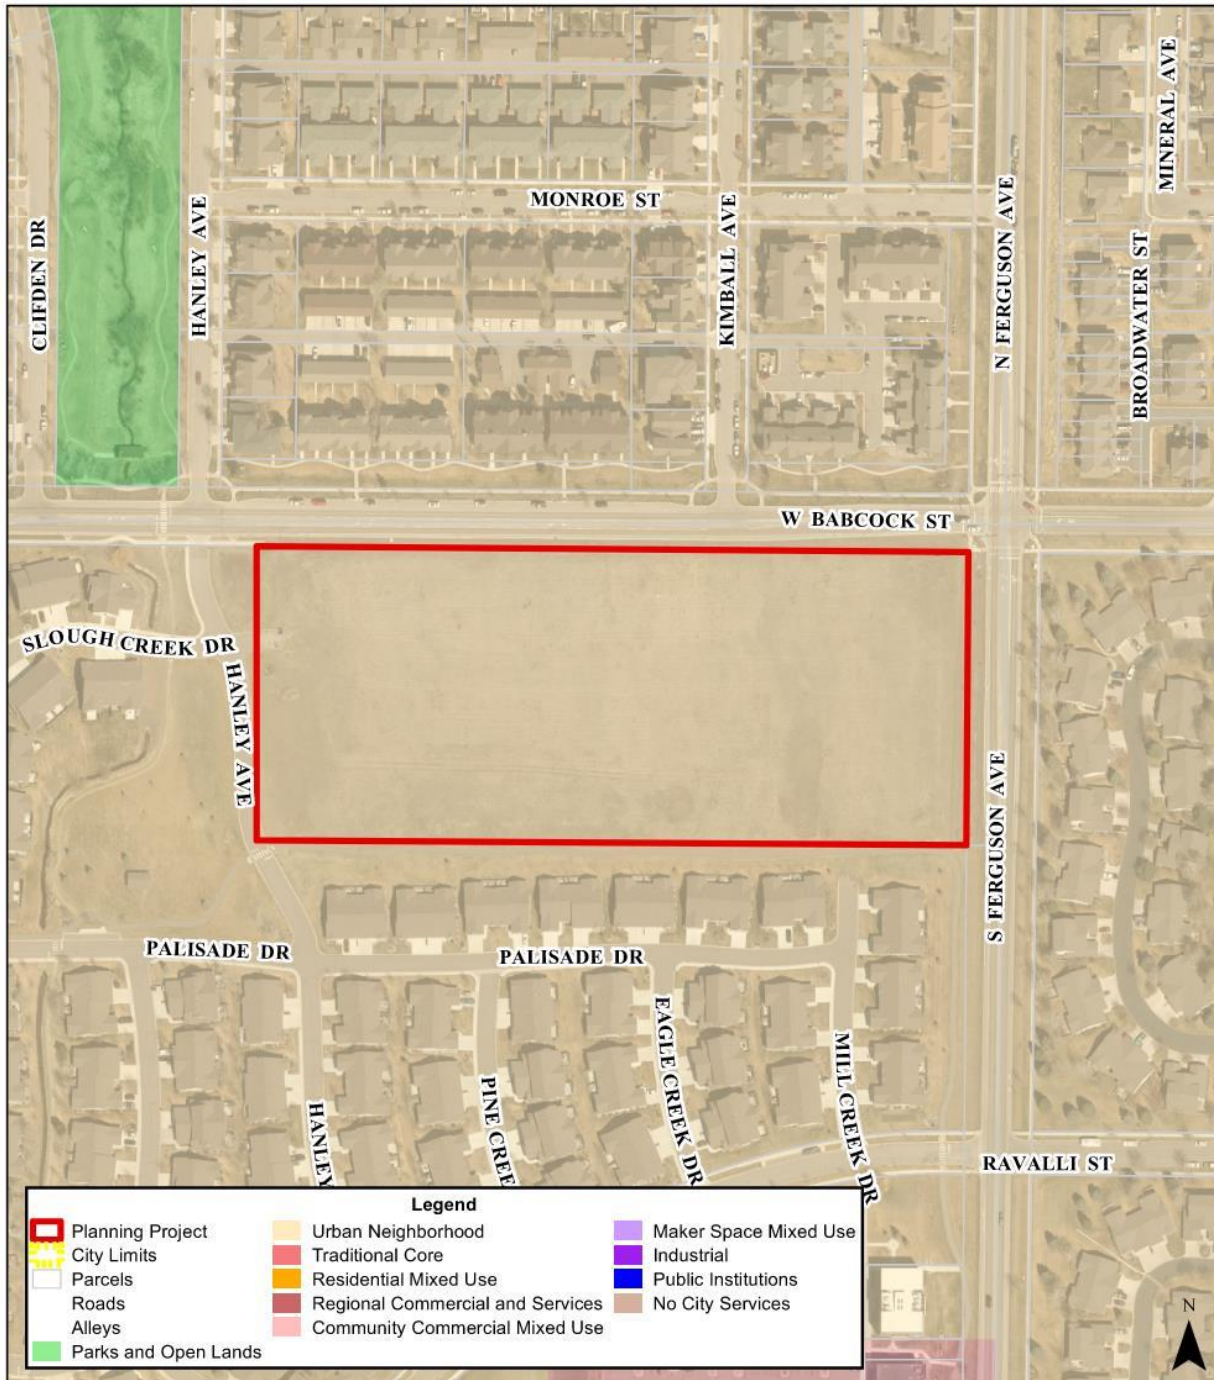 MINERAL AVE
MONROE ST
HANLEY AVE
KIMBALL AVE
CLIFDEN DR
N FERGUSON AVE
BROADWATER ST
W BABCOCK ST
SLOUGH CREEK DR
HANLEY AVE
S FERGUSON AVE
PALISADE DR
PALISADE DR
EAGLE CREEK DR
MILL CREEK DR
PINE CREE
HANLEY
RAVALLI ST
Legend
Planning Project
City Limits
Parcels
Roads
Alleys
Parks and Open Lands
Urban Neighborhood
Traditional Core
Residential Mixed Use
Regional Commercial and Services
Community Commercial Mixed Use
Maker Space Mixed Use
Industrial
Public Institutions
No City Services
N